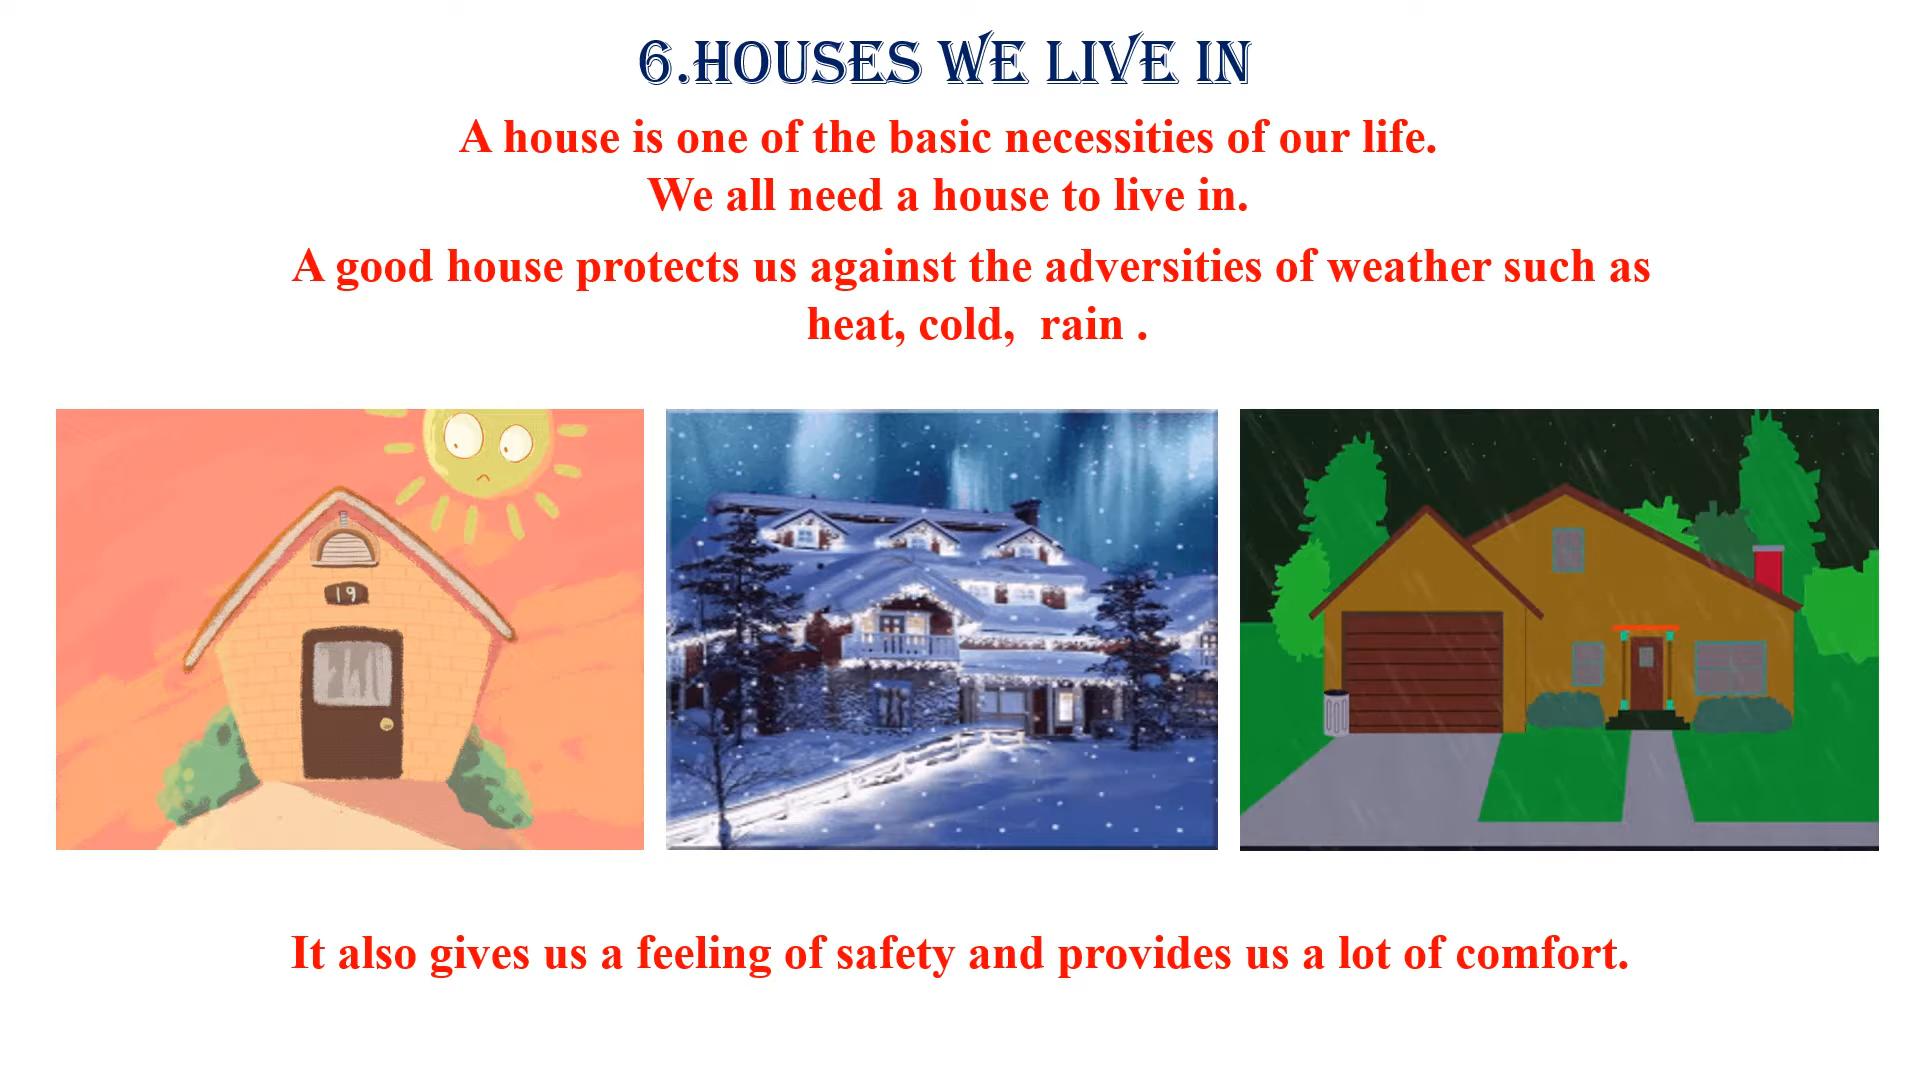 6.HOUSES WE LIVE IN
A house is one of the basic necessities of our life.
We all need a house to live in.
A good house protects us against the adversities of weather such as
heat, cold,  rain .
19
It also gives us a feeling of safety and provides us a lot of comfort.